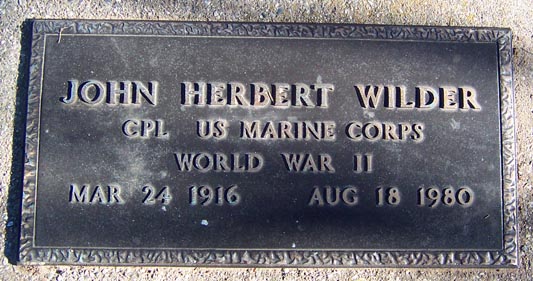 JOHN HERBERT WILDER
CPL US MARINE CORPS
WORLD WAR II
MAR 24 1916 AUG 18 1980